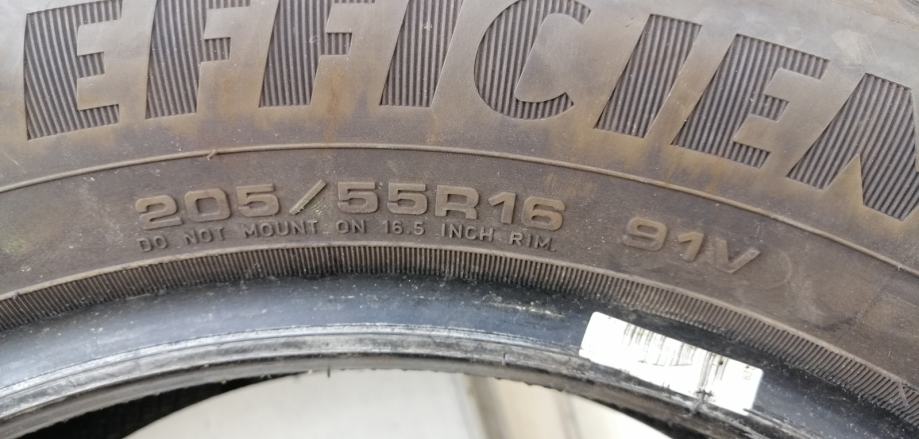 EFFICIEN
205/55R16 91V
DO NOT MOUNT ON 16.5 INCH RIM.